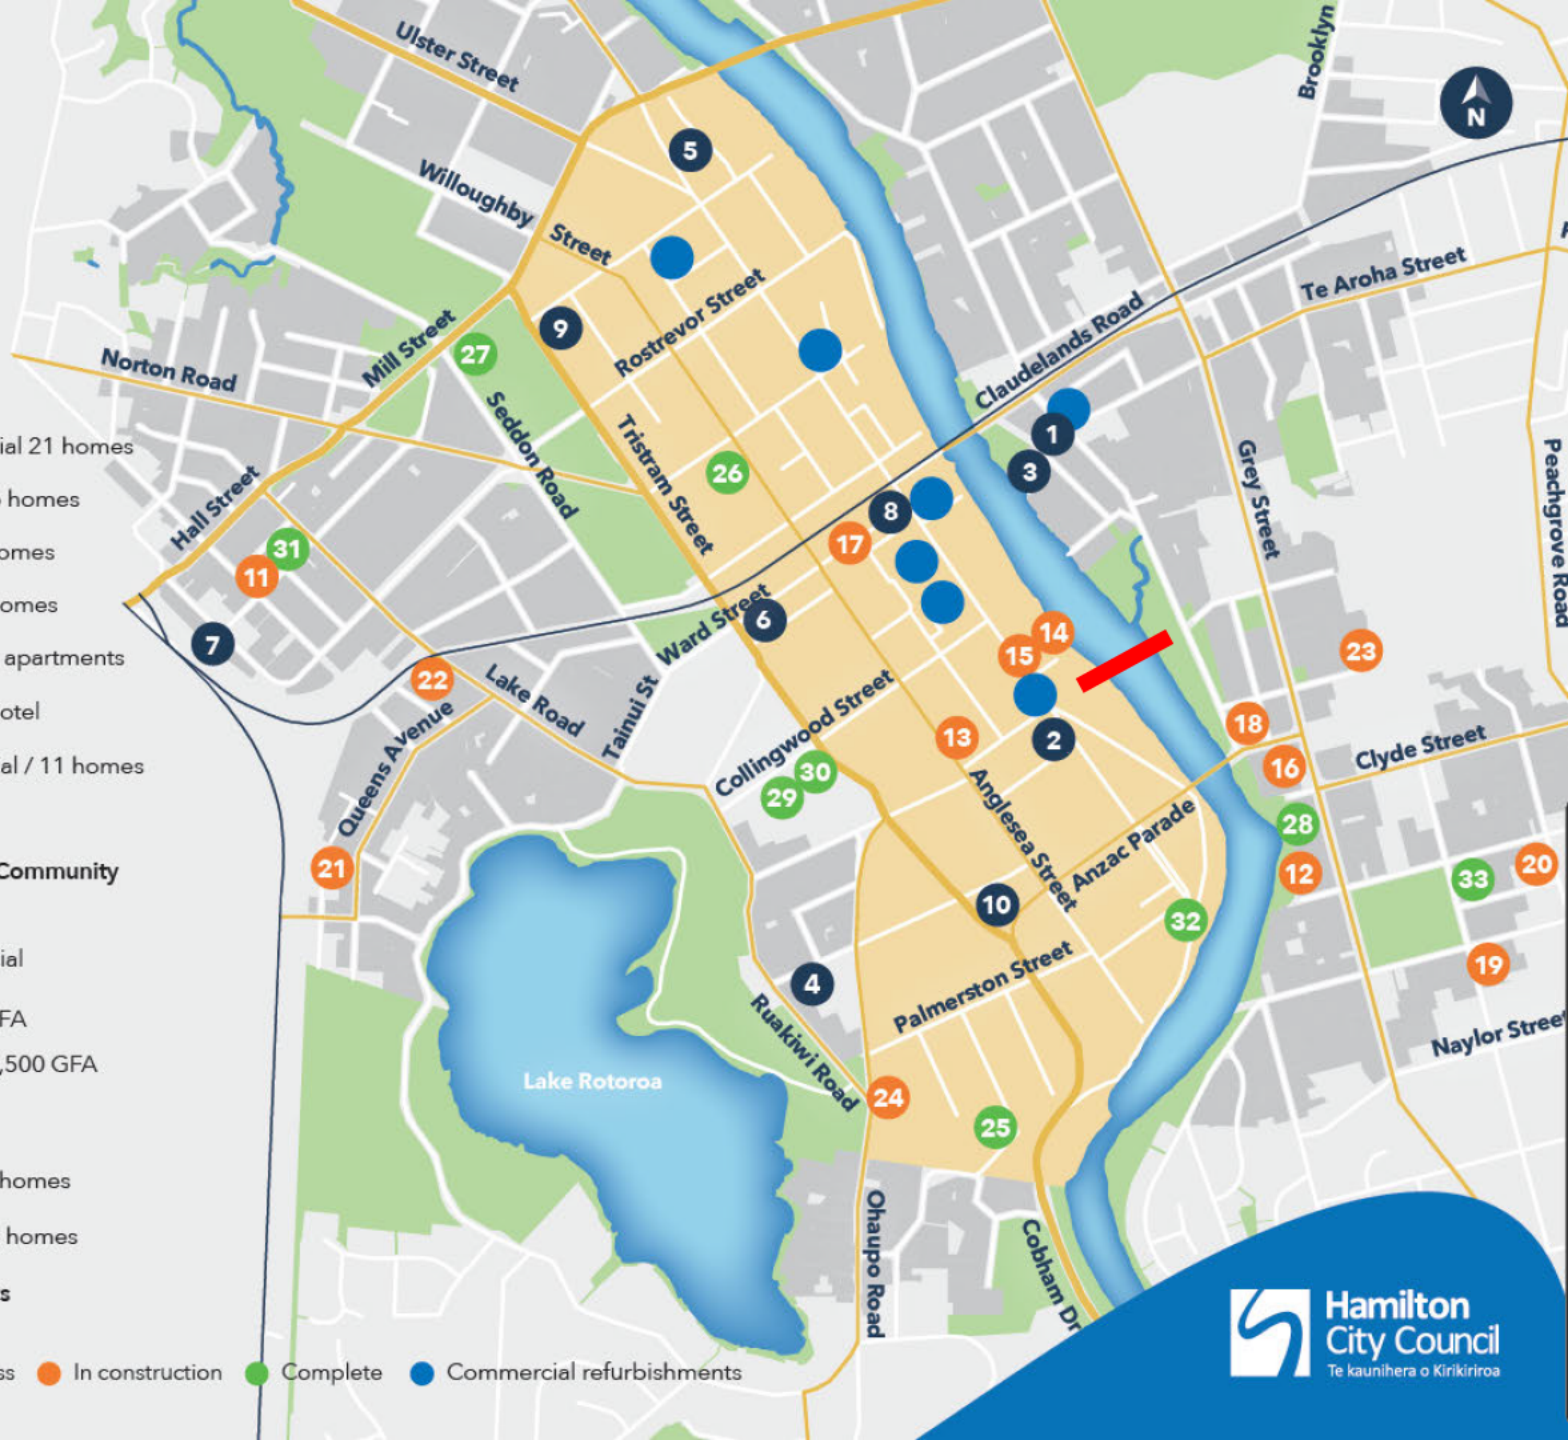 Ulster Street
Brooklyn
N
5
Willoughby
Street
9
Rostrevor Street
Te Aroha Street
Claudelands Road
Mill Street
27
Norton Road
Seddon Road
Tristram Street
1
3
Grey Street
Peachgrove Road
ial 21 homes
homes
omes
omes
apartments
otel
al / 11 homes
Community
ial
FA
,500 GFA
homes
homes
s
Hall Street
26
8
17
31
11
7
Ward Street
6
14
15
23
22
Lake Road
Tainui St
Queens Avenue
Collingwood Street
13
2
18
16
Clyde Street
30
29
Anglesea Street
Anzac Parade
28
12
21
10
32
33
20
19
4
Palmerston Street
Naylor Street
Ruakiwi Road
Lake Rotoroa
24
25
Ohaupo Road
Cobham Dr
Hamilton
City Council
Te kaunihera o Kirikiriroa
ss In construction Complete Commercial refurbishments